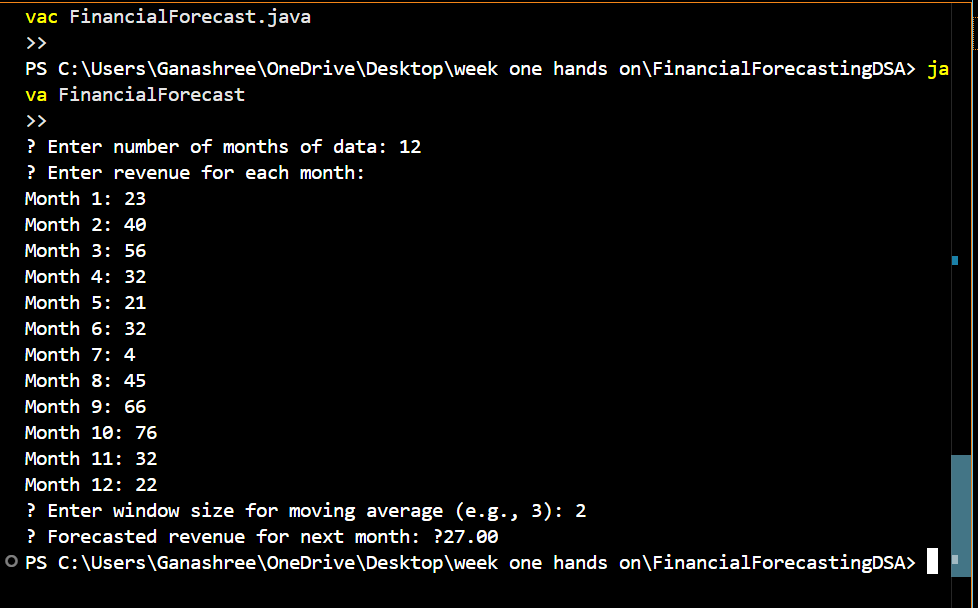 vac FinancialForecast.java
>>
PS C:\Users\Ganashree\OneDrive\Desktop\week one hands on\FinancialForecastingDSA> ja
va FinancialForecast
>>
? Enter number of months of data: 12
? Enter revenue for each month:
Month 1: 23
Month 2: 40
Month 3: 56
Month 4: 32
Month 5: 21
Month 6: 32
Month 7: 4
Month 8: 45
Month 9: 66
Month 10: 76
Month 11: 32
Month 12: 22
? Enter window size for moving average (e.g., 3): 2
? Forecasted revenue for next month: ?27.00
PS C:\Users\Ganashree\OneDrive\Desktop\week one hands on\FinancialForecastingDSA>